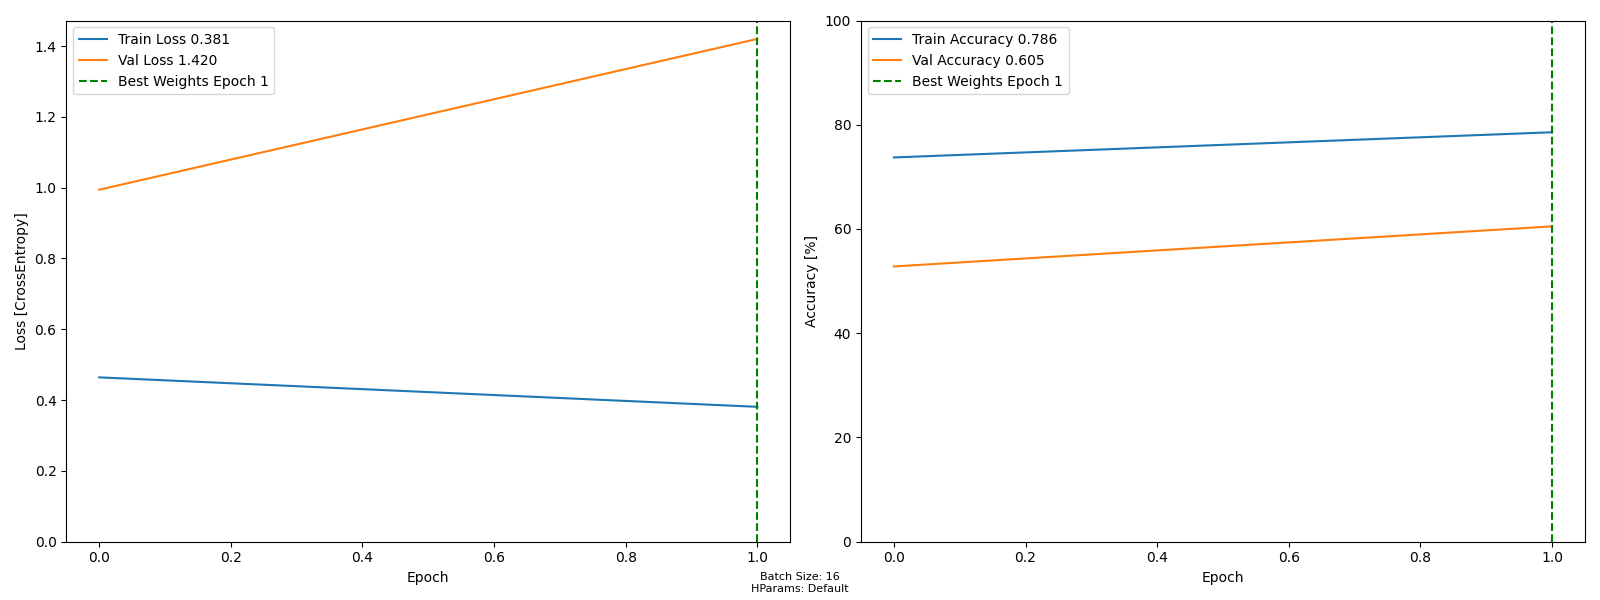 Train Loss 0.381
Val Loss 1.420
Best Weights Epoch 1
Loss [CrossEntropy]
1.4
1.2
1.0
0.8
0.6
0.4
0.2
0.0
0.0 0.2 0.4 0.6 0.8 1.0
Epoch
Train Accuracy 0.786
Val Accuracy 0.605
Best Weights Epoch 1
Accuracy [%]
100
80
60
40
20
0
0.0 0.2 0.4 0.6 0.8 1.0
Epoch
Batch Size: 16
HParams: Default